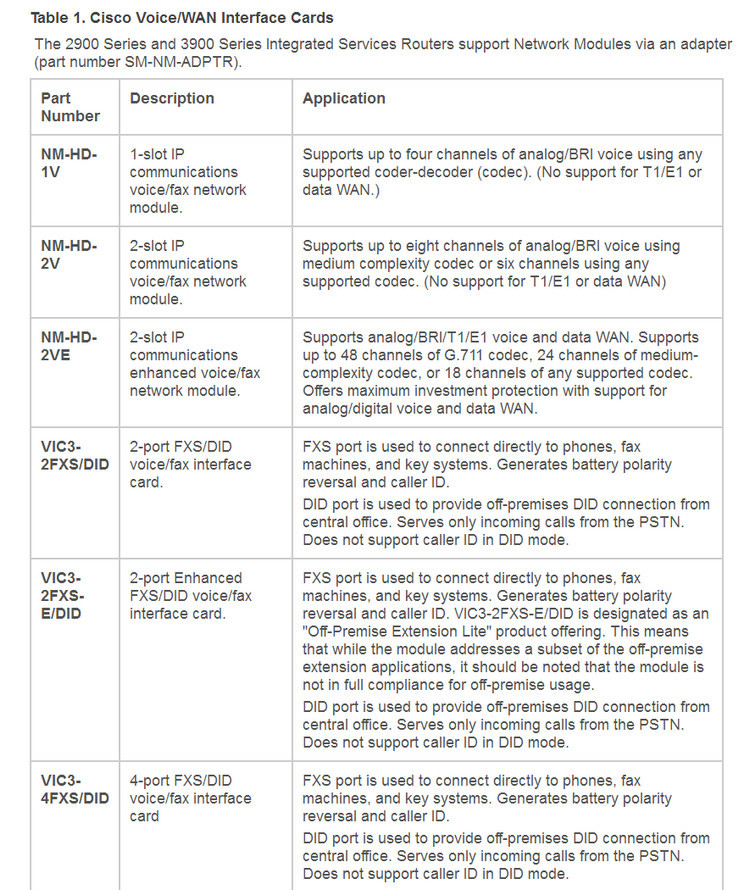 Table 1. Cisco Voice/WAN Interface Cards
The 2900 Series and 3900 Series Integrated Services Routers support Network Modules via an adapter
(part number SM-NM-ADPTR).
Part
Number
Description
Application
NM-HD-
1V
1-slot IP
communications
voice/fax network
module.
Supports up to four channels of analog/BRI voice using any
supported coder-decoder (codec). (No support for T1/E1 or
data WAN.)
NM-HD-
2V
2-slot IP
communications
voice/fax network
module.
Supports up to eight channels of analog/BRI voice using
medium complexity codec or six channels using any
supported codec. (No support for T1/E1 or data WAN)
NM-HD-
2VE
2-slot IP
communications
enhanced voice/fax
network module.
Supports analog/BRI/T1/E1 voice and data WAN. Supports
up to 48 channels of G.711 codec, 24 channels of medium-
complexity codec, or 18 channels of any supported codec.
Offers maximum investment protection with support for
analog/digital voice and data WAN.
VIC3-
2FXS/DID
2-port FXS/DID
voice/fax interface
card.
FXS port is used to connect directly to phones, fax
machines, and key systems. Generates battery polarity
reversal and caller ID.
DID port is used to provide off-premises DID connection from
central office. Serves only incoming calls from the PSTN.
Does not support caller ID in DID mode.
VIC3-
2FXS-
E/DID
2-port Enhanced
FXS/DID voice/fax
interface card.
FXS port is used to connect directly to phones, fax
machines, and key systems. Generates battery polarity
reversal and caller ID. VIC3-2FXS-E/DID is designated as an
"Off-Premise Extension Lite" product offering. This means
that while the module addresses a subset of the off-premise
extension applications, it should be noted that the module is
not in full compliance for off-premise usage.
DID port is used to provide off-premises DID connection from
central office. Serves only incoming calls from the PSTN.
Does not support caller ID in DID mode.
VIC3-
4FXS/DID
4-port FXS/DID
voice/fax interface
card
FXS port is used to connect directly to phones, fax
machines, and key systems. Generates battery polarity
reversal and caller ID.
DID port is used to provide off-premises DID connection from
central office. Serves only incoming calls from the PSTN.
Does not support caller ID in DID mode.